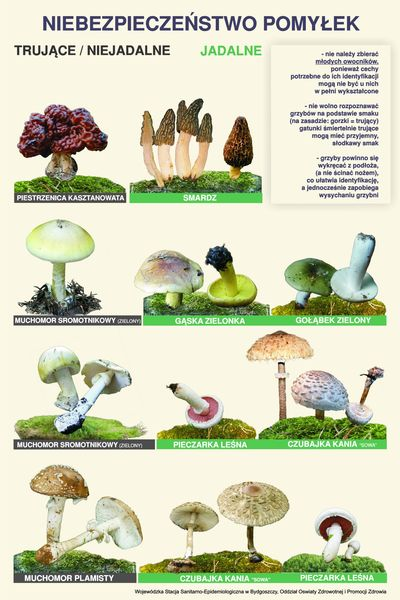 NIEBEZPIECZEŃSTWO POMYŁEK
TRUJĄCE / NIEJADALNE
JADALNE
- nie należy zbierać
młodych owocników,
ponieważ cechy
potrzebne do ich identyfikacji
mogą nie być u nich
w pełni wykształcone
- nie wolno rozpoznawać
grzybów na podstawie smaku
(na zasadzie: gorzki = trujący)
gatunki śmiertelnie trujące
mogą mieć przyjemny,
słodkawy smak
- grzyby powinno się
wykręcać z podłoża,
(a nie ścinać nożem),
co ułatwia identyfikację,
a jednocześnie zapobiega
wysychaniu grzybni
PIESTRZENICA KASZTANOWATA
SMARDZ
MUCHOMOR SROMOTNIKOWY (ZIELONY)
GĄSKA ZIELONKA
GOŁĄBEK ZIELONY
MUCHOMOR SROMOTNIKOWY (ZIELONY)
PIECZARKA LEŚNA
CZUBAJKA KANIA "SOWA"
MUCHOMOR PLAMISTY
CZUBAJKA KANIA "SOWA"
PIECZARKA LEŚNA
Wojewódzka Stacja Sanitarno-Epidemiologiczna w Bydgoszczy, Oddział Oświaty Zdrowotnej i Promocji Zdrowia